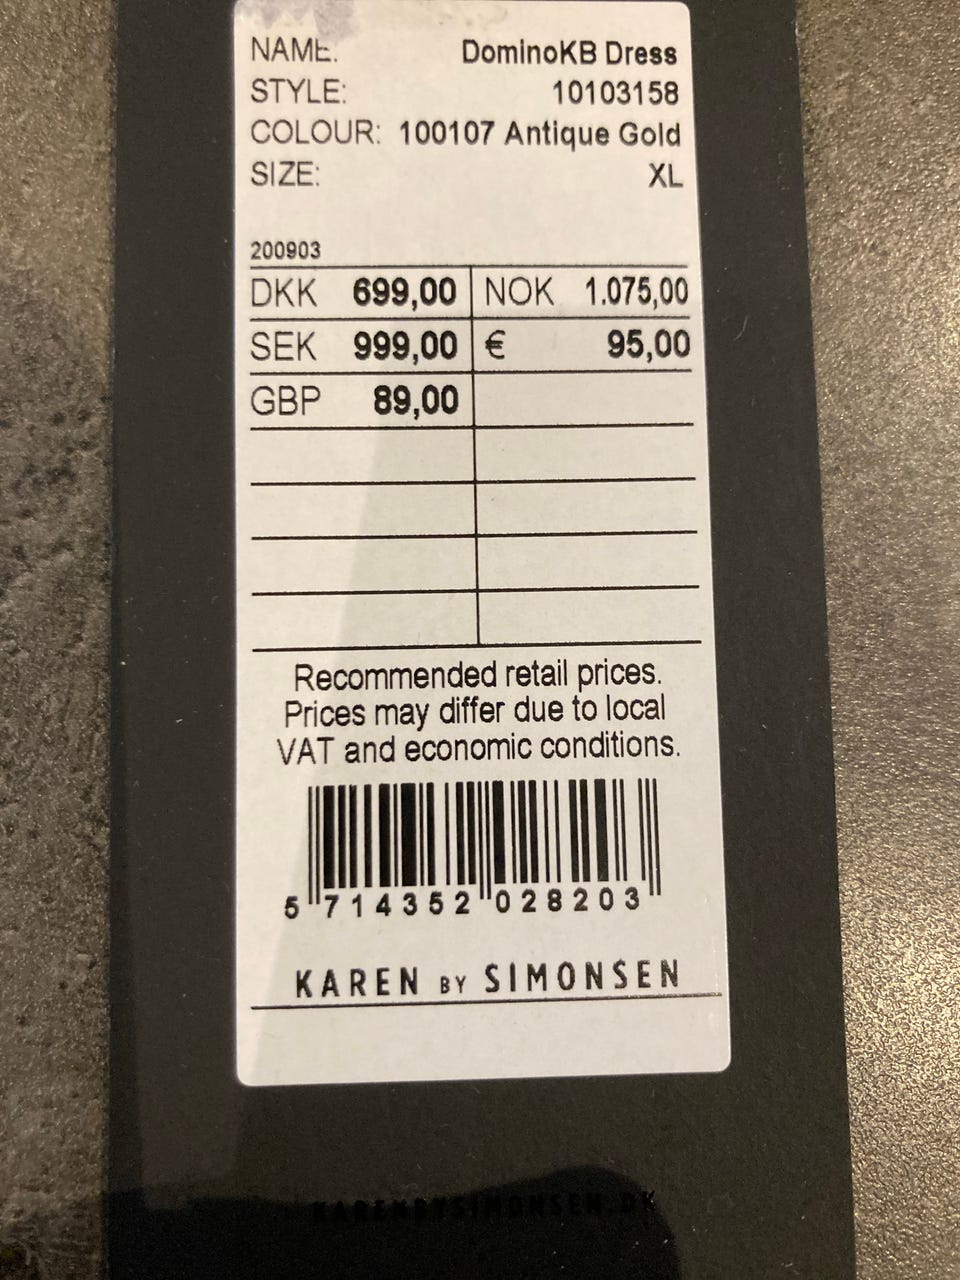 NAME: DominoKB Dress
STYLE: 10103158
COLOUR: 100107 Antique Gold
SIZE: XL
200903
DKK 699,00 NOK 1.075,00
SEK 999,00 € 95,00
GBP 89,00
Recommended retail prices.
Prices may differ due to local
VAT and economic conditions.
5 714352 028203
KAREN BY SIMONSEN
KARENBYSIMONSEN.DK